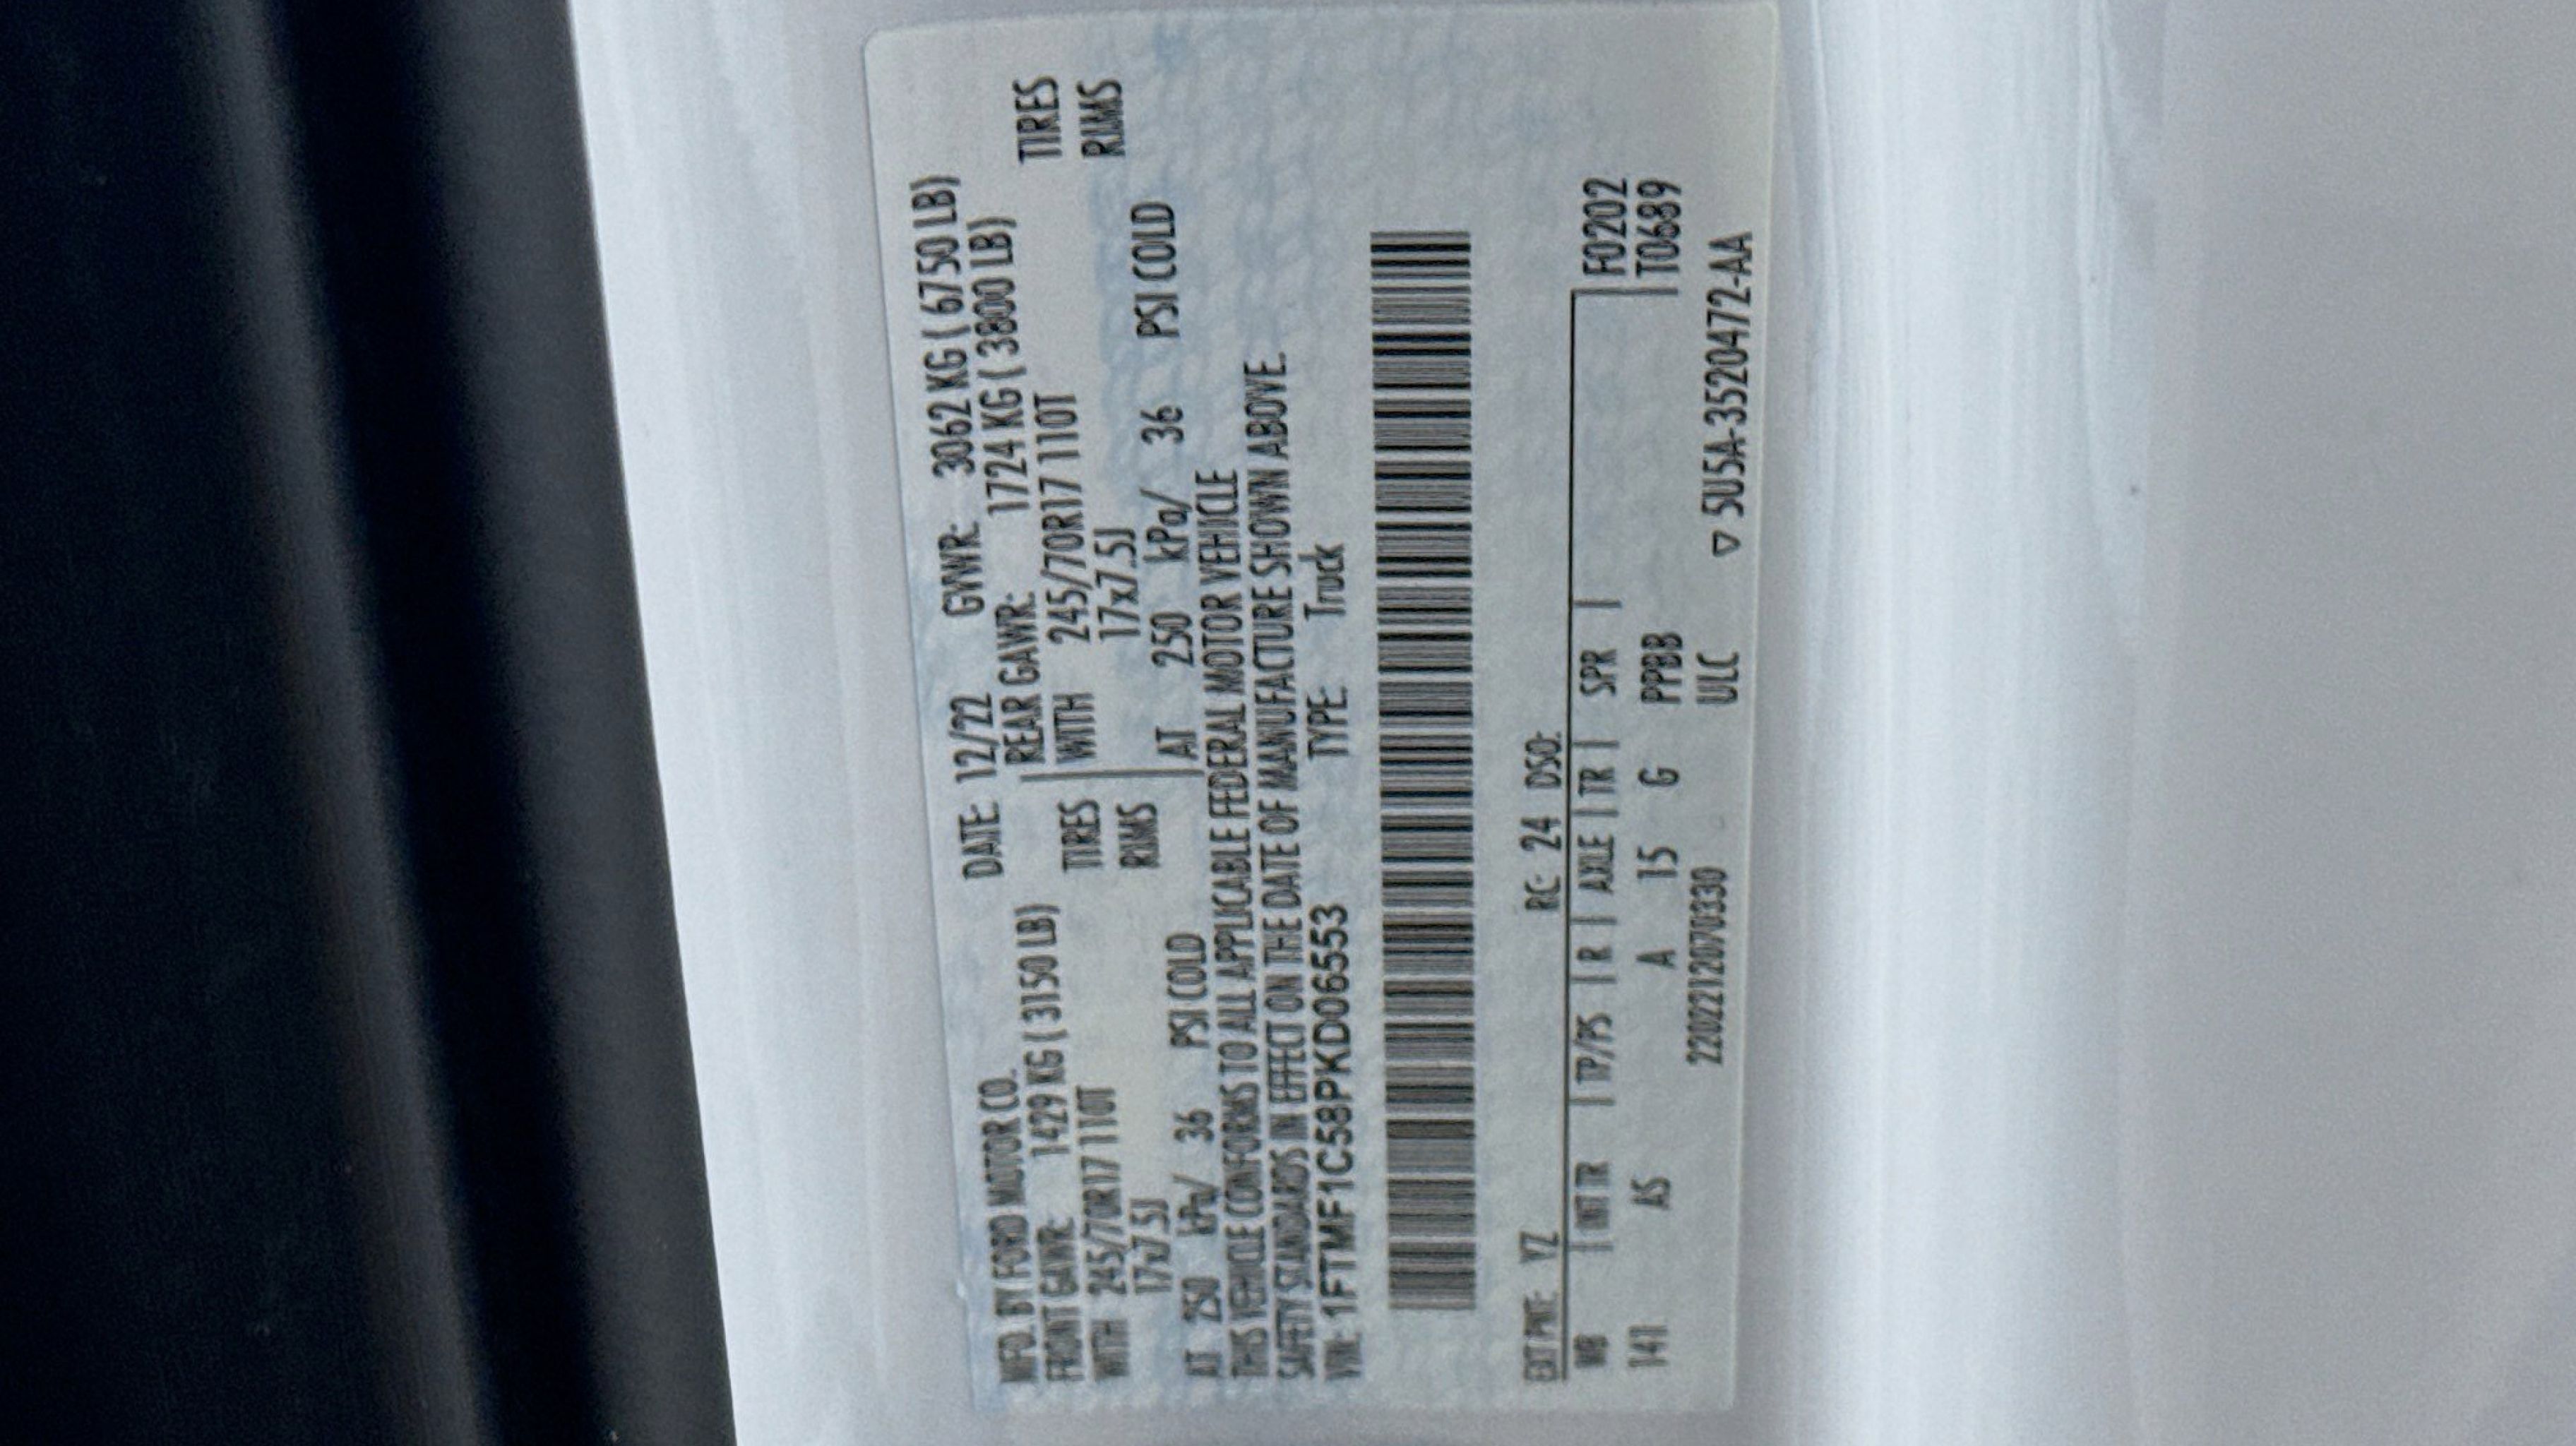 MFD. BY FORD MOTOR CO. DATE: 12/22 GVWR: 3062 KG ( 6750 LB)
FRONT GAWR: 1429 KG ( 3150 LB) REAR GAWR: 1724 KG ( 3800 LB)
WITH 245/70R17 110T TIRES WITH 245/70R17 110T TIRES
17x7.5J RIMS 17x7.5J RIMS
AT 250 kPa/ 36 PSI COLD AT 250 kPa/ 36 PSI COLD
THIS VEHICLE CONFORMS TO ALL APPLICABLE FEDERAL MOTOR VEHICLE
SAFETY STANDARDS IN EFFECT ON THE DATE OF MANUFACTURE SHOWN ABOVE.
VIN: 1FTMF1C58PKD06553 TYPE: Truck
EXT PNT: YZ RC: 24 DSO:
WB | INT TR | TP/PS | R | AXLE | TR | SPR | F0202
141 AS A 15 G PPBB T0689
2202212070330 ULC ▽ 5U5A-3520472-AA